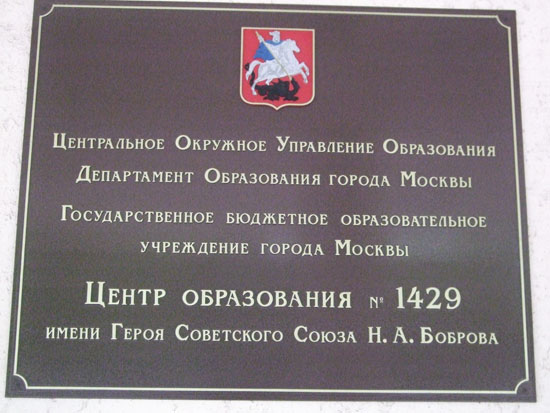 Центральное Окружное Управление Образования
Департамент Образования города Москвы
Государственное бюджетное образовательное
учреждение города Москвы
Центр образования № 1429
имени Героя Советского Союза Н. А. Боброва